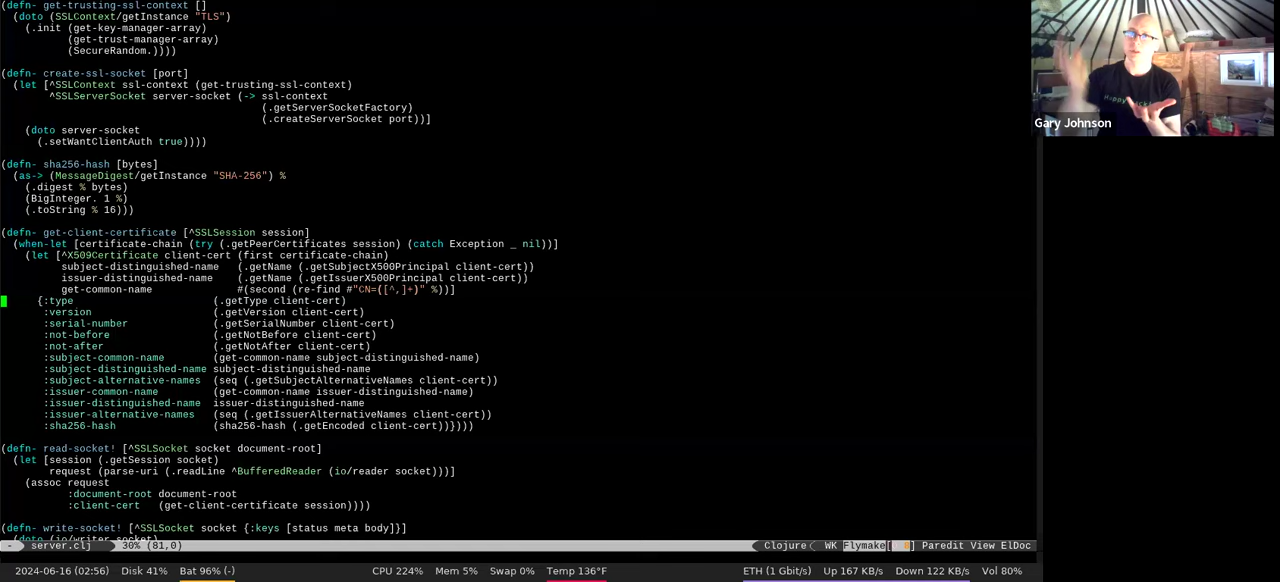 (defn- get-trusting-ssl-context []
  (doto (SSLContext/getInstance "TLS")
    (.init (get-key-manager-array)
           (get-trust-manager-array)
           (SecureRandom.))))
(defn- create-ssl-socket [port]
  (let [^SSLContext ssl-context (get-trusting-ssl-context)
        ^SSLServerSocket server-socket (-> ssl-context
                                           (.getServerSocketFactory)
                                           (.createServerSocket port))]
    (doto server-socket
      (.setWantClientAuth true))))
(defn- sha256-hash [bytes]
  (as-> (MessageDigest/getInstance "SHA-256") %
    (.digest % bytes)
    (BigInteger. 1 %)
    (.toString % 16)))
(defn- get-client-certificate [^SSLSession session]
  (when-let [certificate-chain (try (.getPeerCertificates session) (catch Exception _ nil))]
    (let [^X509Certificate client-cert (first certificate-chain)
          subject-distinguished-name   (.getName (.getSubjectX500Principal client-cert))
          issuer-distinguished-name    (.getName (.getIssuerX500Principal client-cert))
          get-common-name              #(second (re-find #"CN=([^,]+)" %))]
      {:type                       (.getType client-cert)
       :version                    (.getVersion client-cert)
       :serial-number              (.getSerialNumber client-cert)
       :not-before                 (.getNotBefore client-cert)
       :not-after                  (.getNotAfter client-cert)
       :subject-common-name        (get-common-name subject-distinguished-name)
       :subject-distinguished-name subject-distinguished-name
       :subject-alternative-names  (seq (.getSubjectAlternativeNames client-cert))
       :issuer-common-name         (get-common-name issuer-distinguished-name)
       :issuer-distinguished-name  issuer-distinguished-name
       :issuer-alternative-names   (seq (.getIssuerAlternativeNames client-cert))
       :sha256-hash                (sha256-hash (.getEncoded client-cert))})))
(defn- read-socket! [^SSLSocket socket document-root]
  (let [session (.getSession socket)
        request (parse-uri (.readLine ^BufferedReader (io/reader socket)))]
    (assoc request
           :document-root document-root
           :client-cert   (get-client-certificate session))))
(defn- write-socket! [^SSLSocket socket {:keys [status meta body]}]
  (doto (io/writer socket)
- server.clj 30% (81,0) Clojure WK Flymake[ 8] Paredit View ElDoc
2024-06-16 (02:56) Disk 41% Bat 96% (-) CPU 224% Mem 5% Swap 0% Temp 136°F ETH (1 Gbit/s) Up 167 KB/s Down 122 KB/s Vol 80%
Gary Johnson